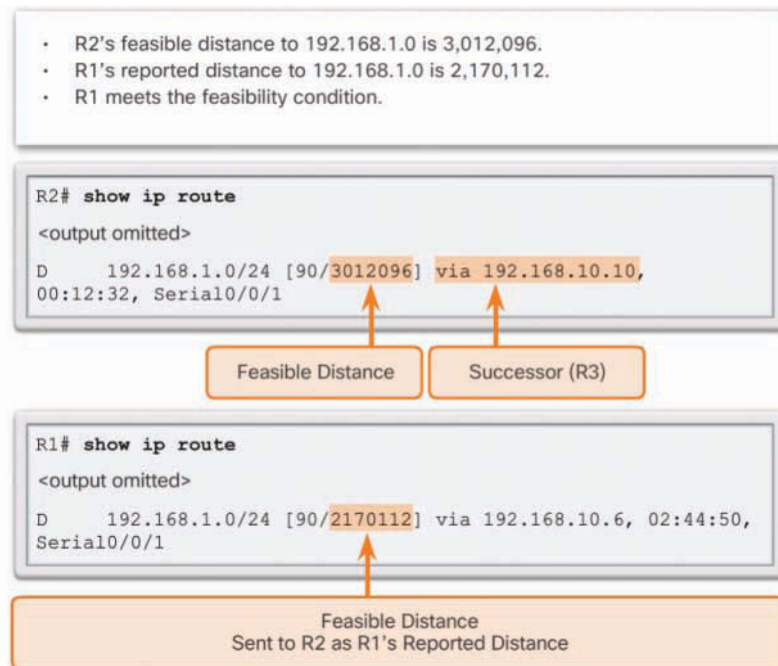 • R2's feasible distance to 192.168.1.0 is 3,012,096.
• R1's reported distance to 192.168.1.0 is 2,170,112.
• R1 meets the feasibility condition.
R2# show ip route
<output omitted>
D 192.168.1.0/24 [90/3012096] via 192.168.10.10,
00:12:32, Serial0/0/1
Feasible Distance
Successor (R3)
R1# show ip route
<output omitted>
D 192.168.1.0/24 [90/2170112] via 192.168.10.6, 02:44:50,
Serial0/0/1
Feasible Distance
Sent to R2 as R1's Reported Distance